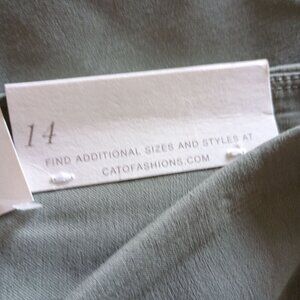 14
FIND ADDITIONAL SIZES AND STYLES AT
CATOFASHIONS.COM